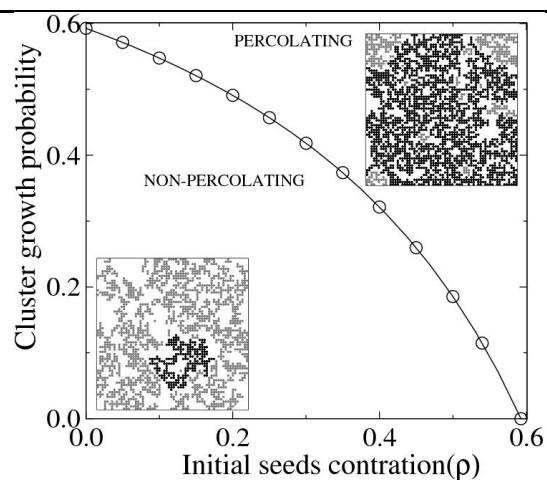 0.6
PERCOLATING
Cluster growth probability
0.4
NON-PERCOLATING
0.2
0.0
0.0 0.2 0.4 0.6
Initial seeds contration(ρ)